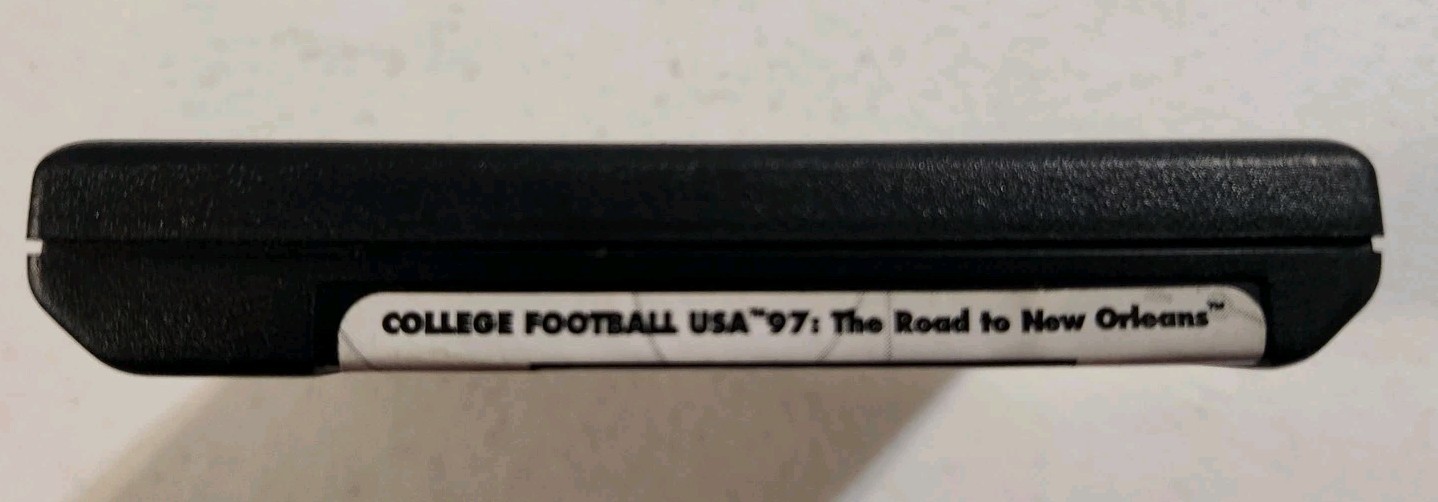 COLLEGE FOOTBALL USA™97: The Road to New Orleans™